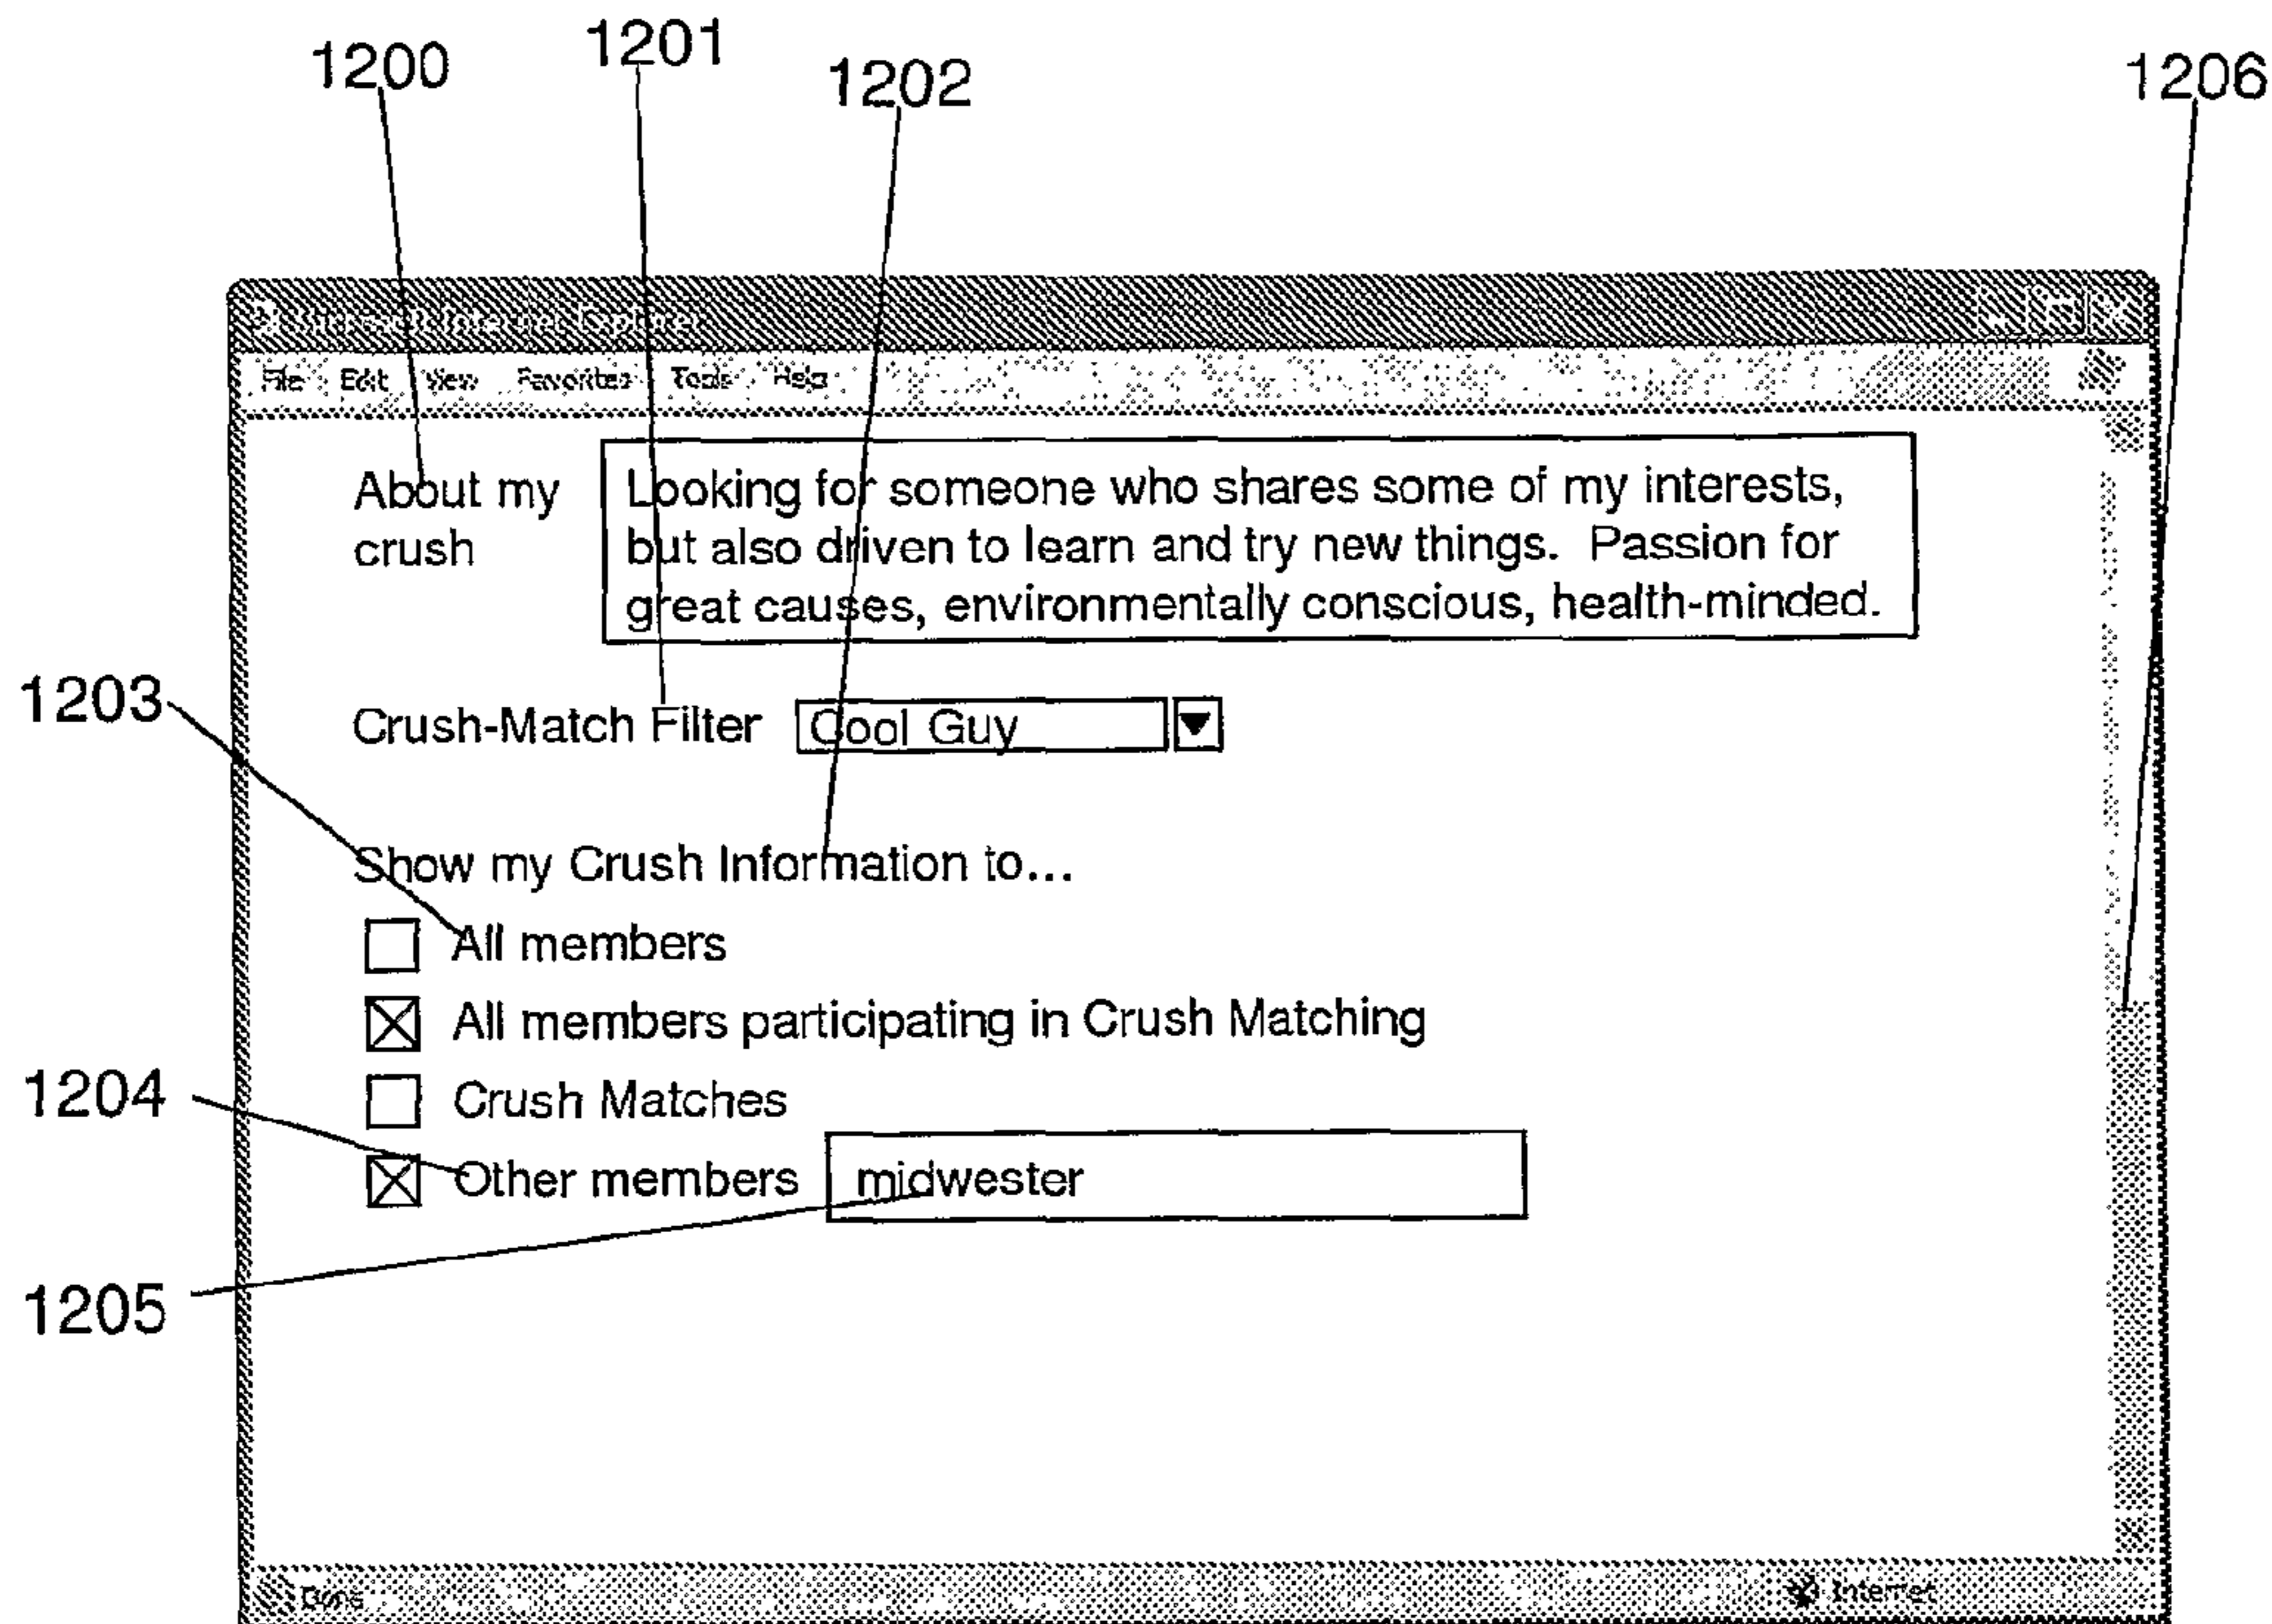 1200
1201
1202
1206
Microsoft Internet Explorer
File Edit View Favorites Tools Help
About my
crush
Looking for someone who shares some of my interests,
but also driven to learn and try new things. Passion for
great causes, environmentally conscious, health-minded.
1203
Crush-Match Filter Cool Guy
Show my Crush Information to...
All members
All members participating in Crush Matching
1204
Crush Matches
Other members midwester
1205
Done Internet